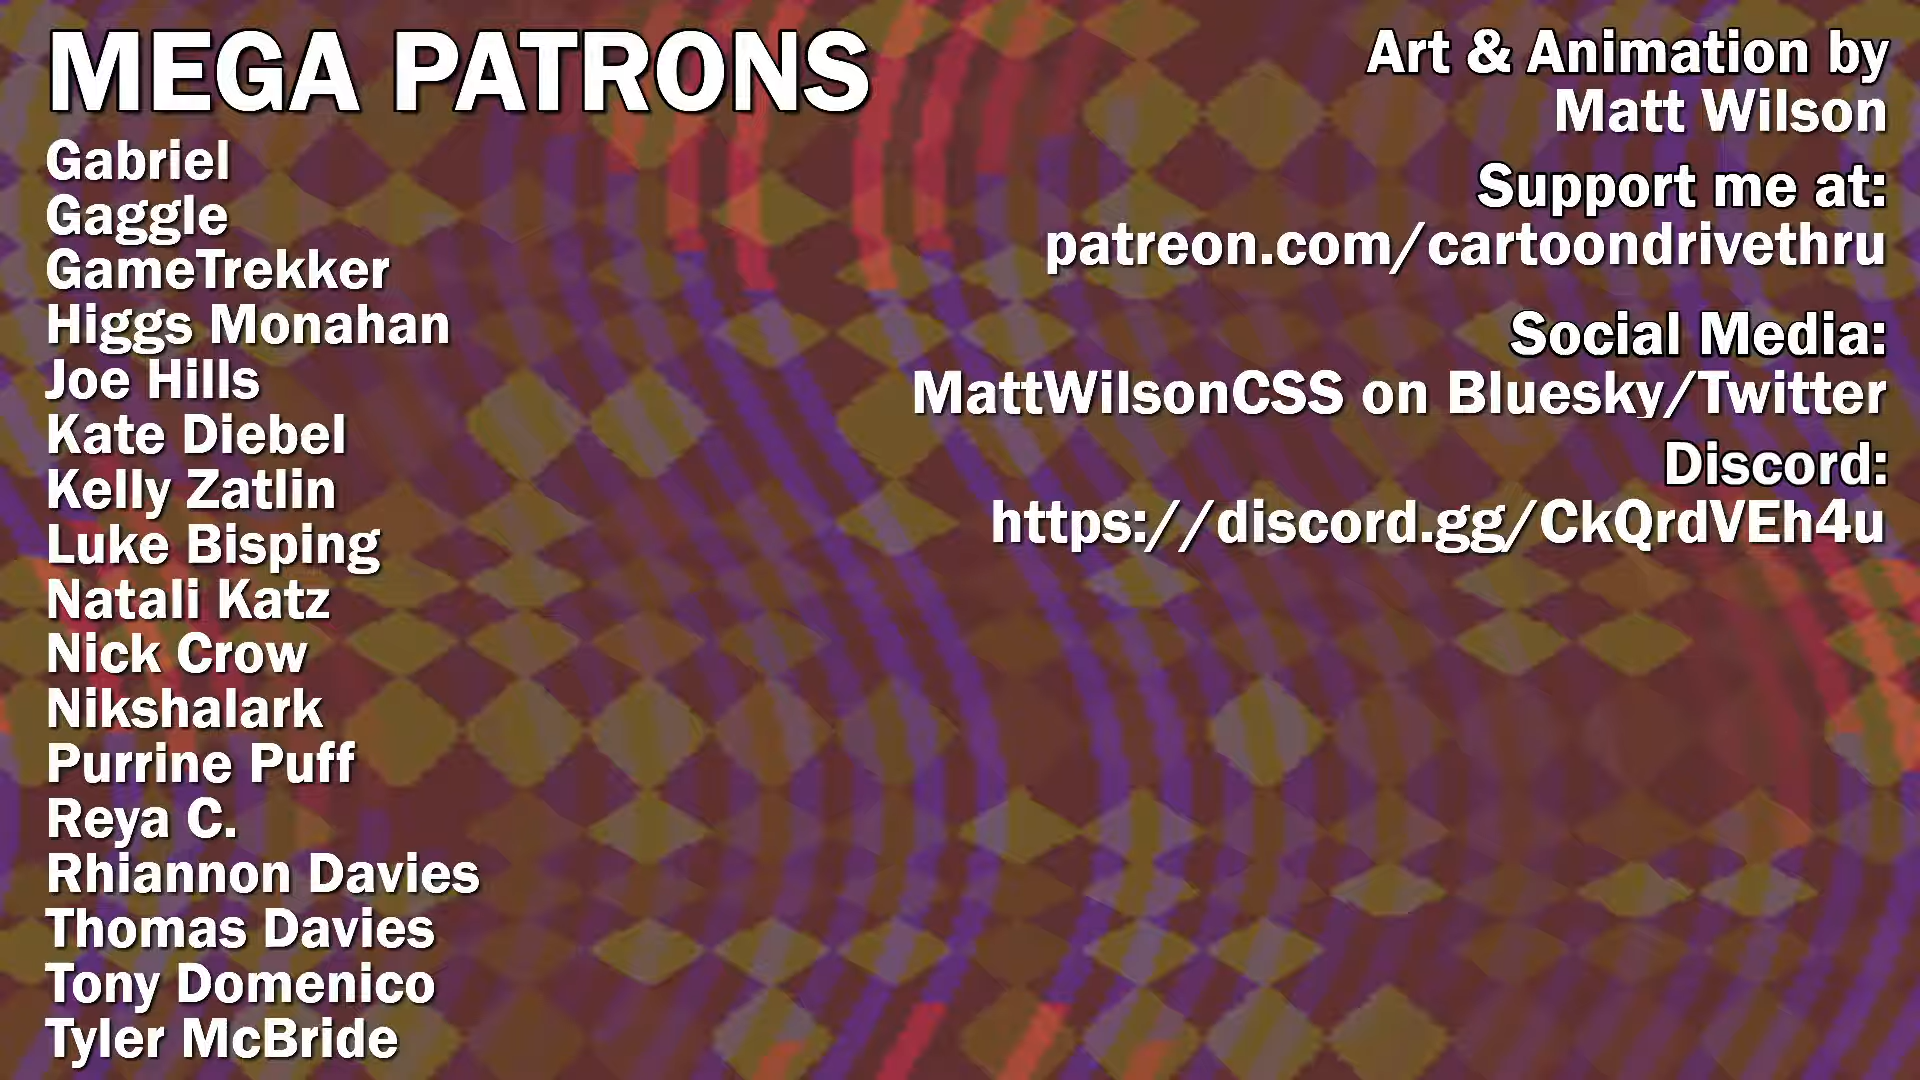 MEGA PATRONS
Gabriel
Gaggle
GameTrekker
Higgs Monahan
Joe Hills
Kate Diebel
Kelly Zatlin
Luke Bisping
Natali Katz
Nick Crow
Nikshalark
Purrine Puff
Reya C.
Rhiannon Davies
Thomas Davies
Tony Domenico
Tyler McBride
Art & Animation by
Matt Wilson
Support me at:
patreon.com/cartoondrivethru
Social Media:
MattWilsonCSS on Bluesky/Twitter
Discord:
https://discord.gg/CkQrdVEh4u